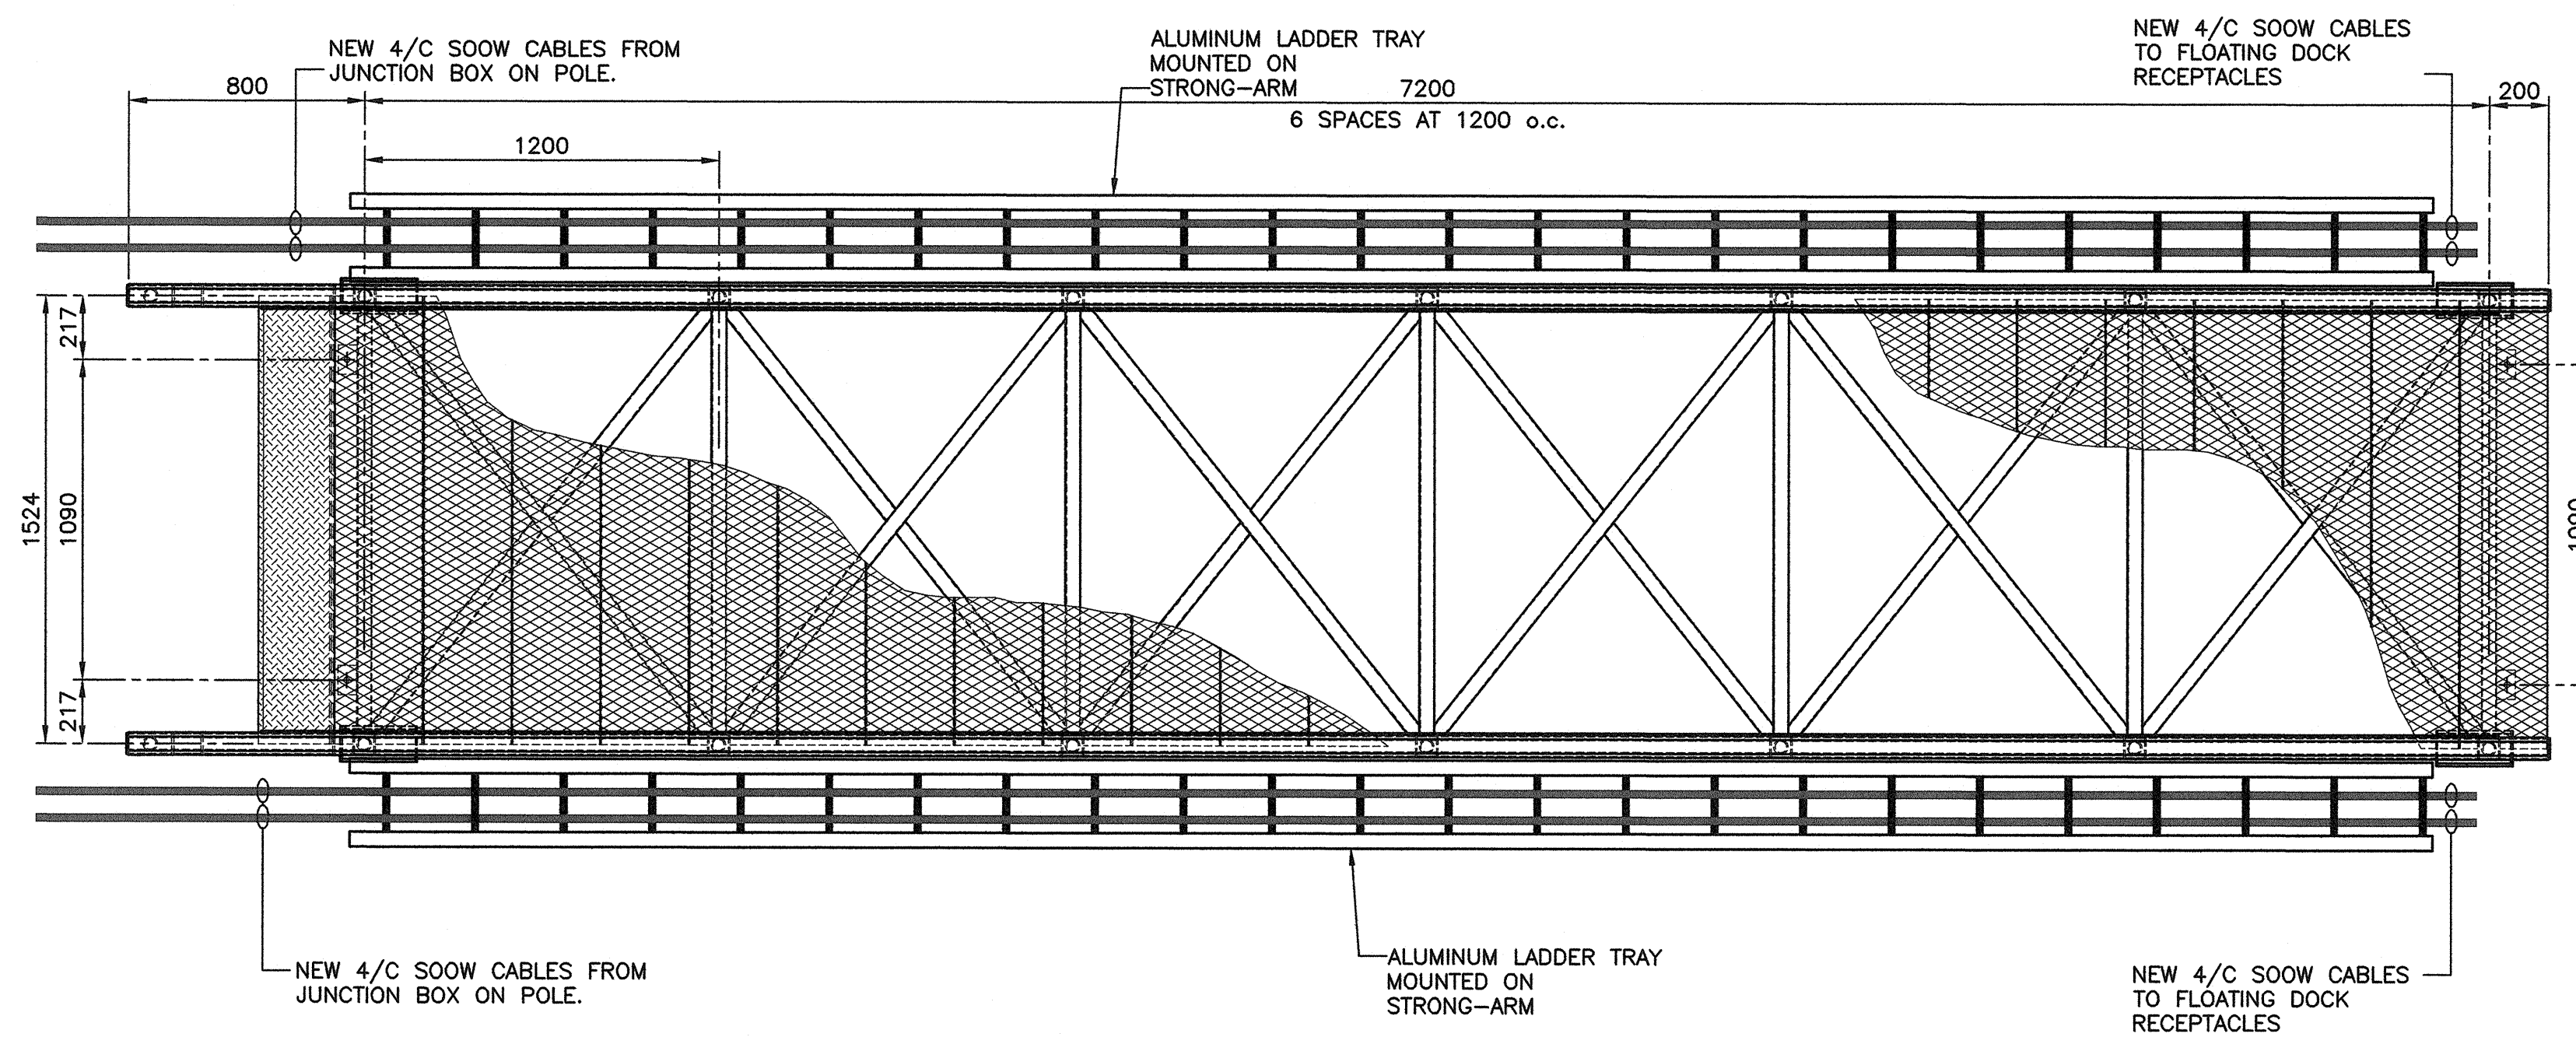 NEW 4/C SOOW CABLES FROM
JUNCTION BOX ON POLE.
ALUMINUM LADDER TRAY
MOUNTED ON
STRONG-ARM
NEW 4/C SOOW CABLES
TO FLOATING DOCK
RECEPTACLES
800
7200
200
6 SPACES AT 1200 o.c.
1200
217
1524
1090
217
NEW 4/C SOOW CABLES FROM
JUNCTION BOX ON POLE.
ALUMINUM LADDER TRAY
MOUNTED ON
STRONG-ARM
NEW 4/C SOOW CABLES
TO FLOATING DOCK
RECEPTACLES